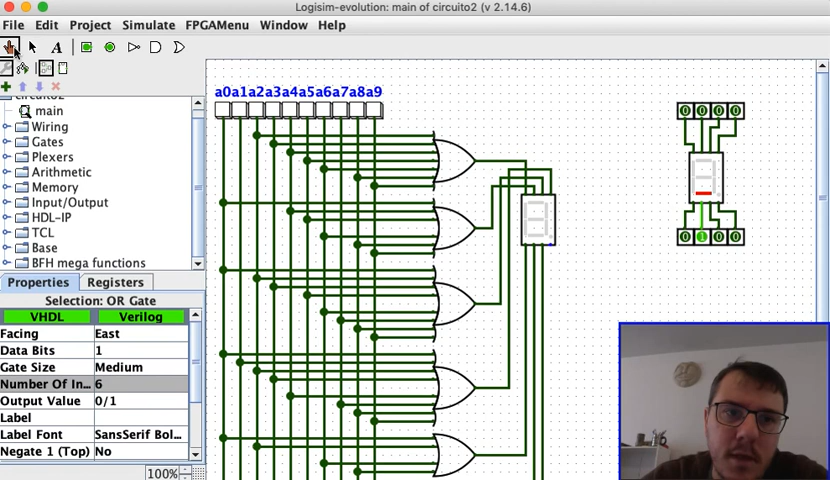 Logisim-evolution: main of circuito2 (v 2.14.6)
File Edit Project Simulate FPGAMenu Window Help
A
circuito2
main
Wiring
Gates
Plexers
Arithmetic
Memory
Input/Output
HDL-IP
TCL
Base
BFH mega functions
Properties Registers
Selection: OR Gate
VHDL Verilog
Facing East
Data Bits 1
Gate Size Medium
Number Of In... 6
Output Value 0/1
Label
Label Font SansSerif Bol...
Negate 1 (Top) No
100%
a0a1a2a3a4a5a6a7a8a9
0 0 0 0
0 1 0 0